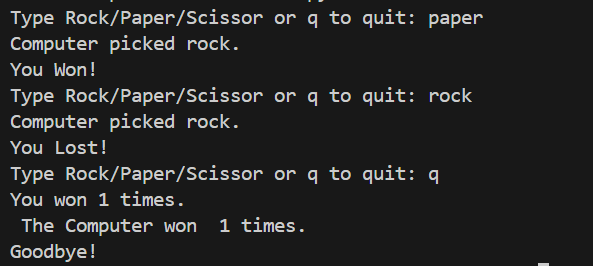 Type Rock/Paper/Scissor or q to quit: paper
Computer picked rock.
You Won!
Type Rock/Paper/Scissor or q to quit: rock
Computer picked rock.
You Lost!
Type Rock/Paper/Scissor or q to quit: q
You won 1 times.
 The Computer won  1 times.
Goodbye!